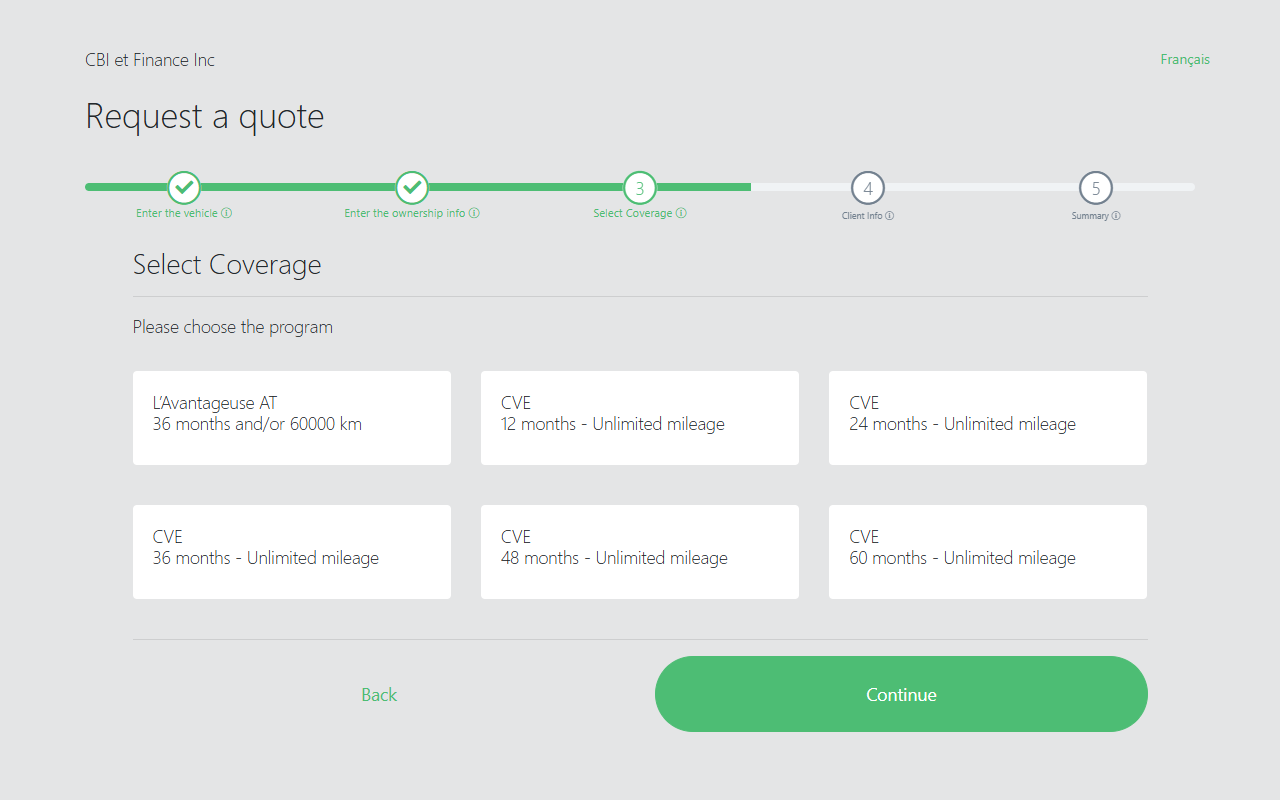 CBI et Finance Inc
Français
Request a quote
3
4
5
Enter the vehicle
Enter the ownership info
Select Coverage
Client Info
Summary
Select Coverage
Please choose the program
L'Avantageuse AT
36 months and/or 60000 km
CVE
12 months - Unlimited mileage
CVE
24 months - Unlimited mileage
CVE
36 months - Unlimited mileage
CVE
48 months - Unlimited mileage
CVE
60 months - Unlimited mileage
Back
Continue